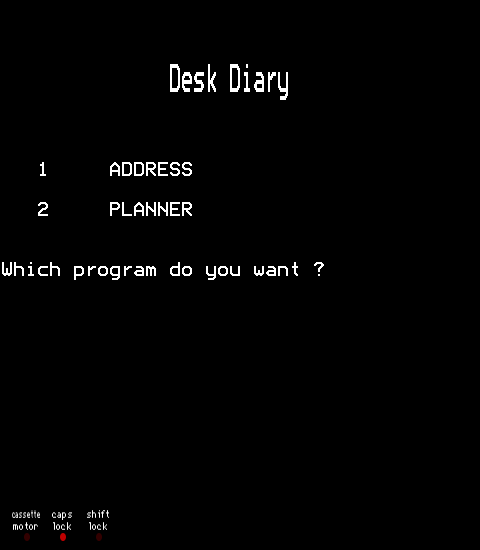 Desk Diary
1 ADDRESS
2 PLANNER
Which program do you want ?
cassette motor caps lock shift lock